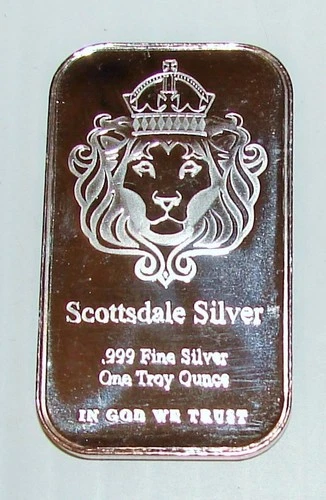 Scottsdale Silver
.999 Fine Silver
One Troy Ounce
IN GOD WE TRUST